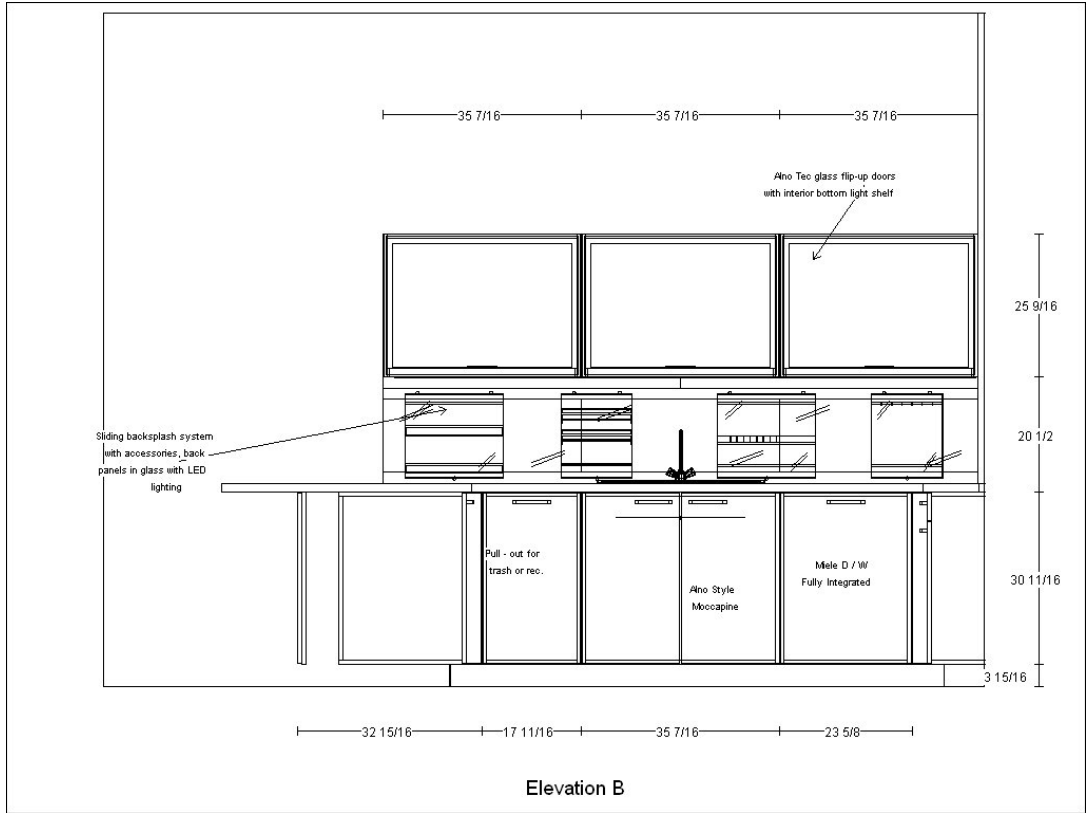 35 7/16
35 7/16
35 7/16
Alno Tec glass flip-up doors
with interior bottom light shelf
25 9/16
Sliding backsplash system
with accessories, back
panels in glass with LED
lighting
20 1/2
Pull - out for
trash or rec.
Alno Style
Moccapine
Miele D / W
Fully Integrated
30 11/16
3 15/16
32 15/16
17 11/16
35 7/16
23 5/8
Elevation B